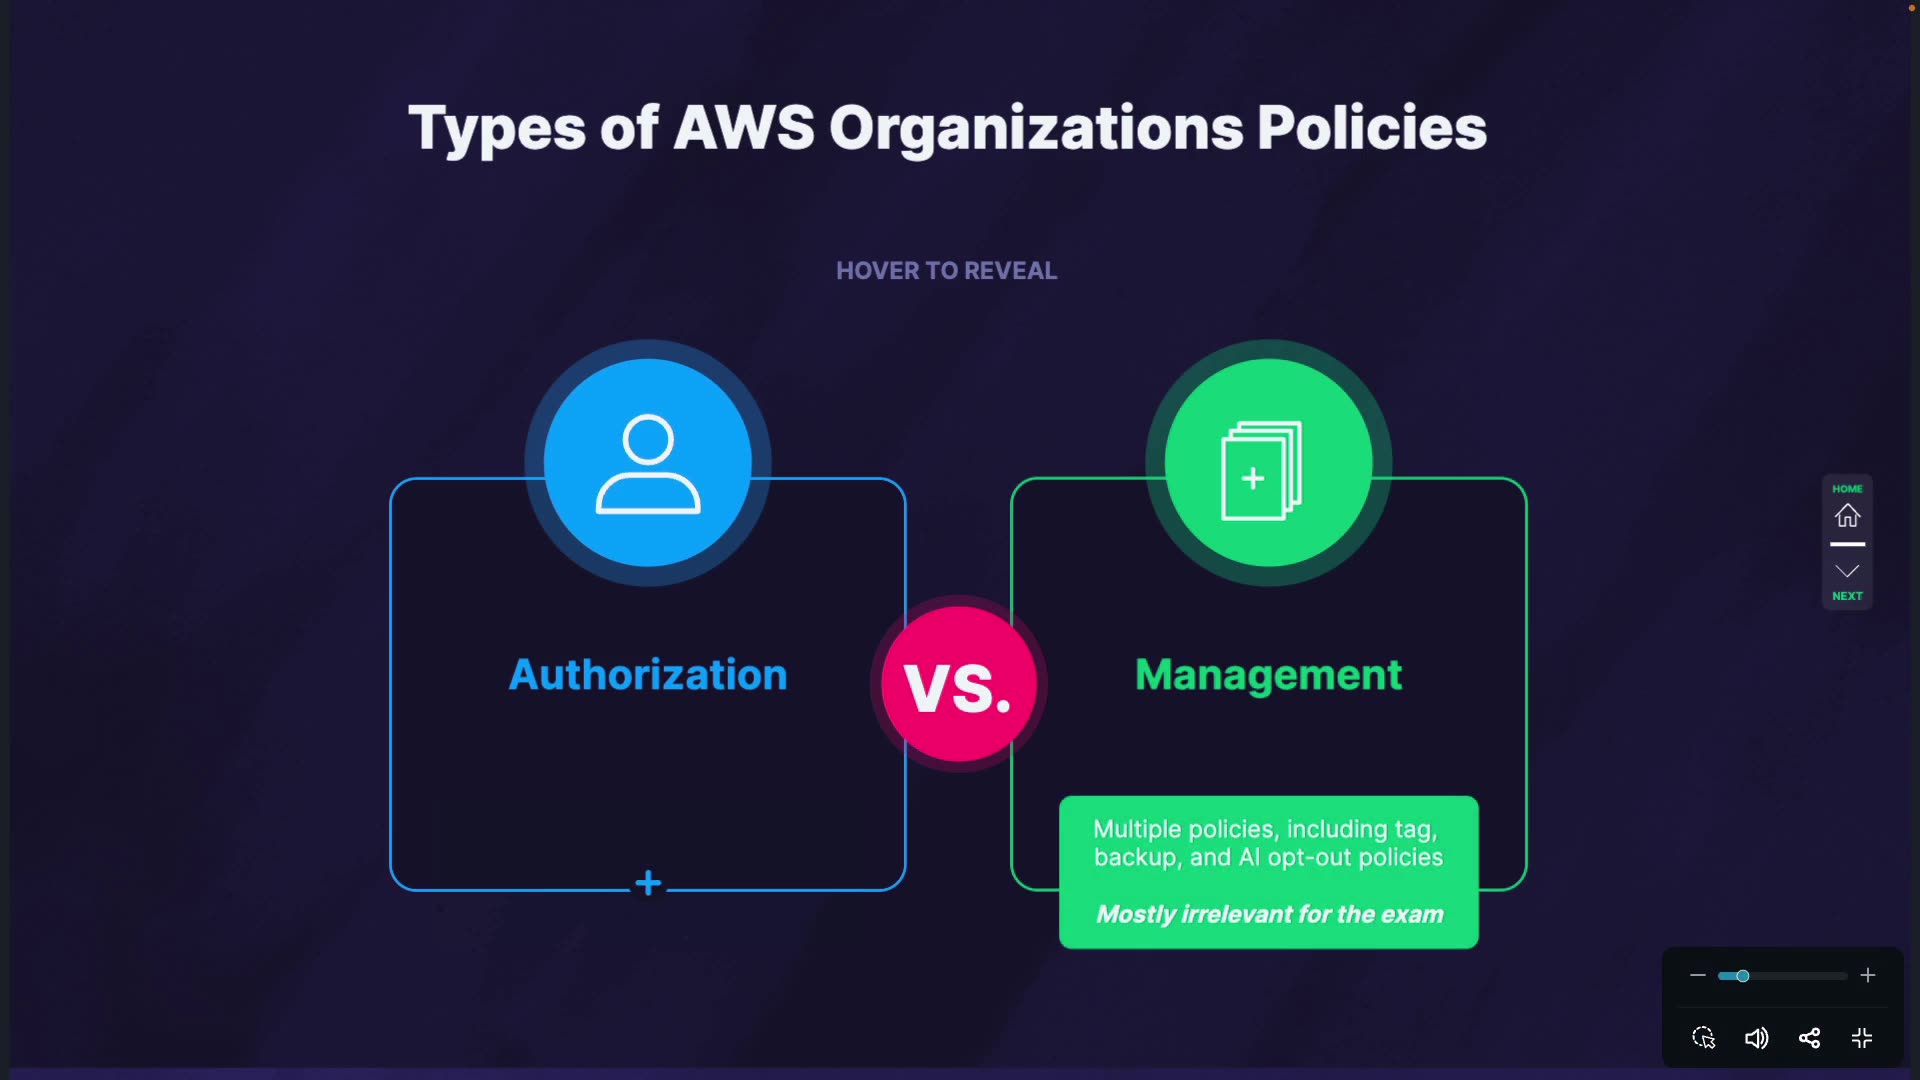 Types of AWS Organizations Policies
HOVER TO REVEAL
Authorization
VS.
Management
Multiple policies, including tag,
backup, and AI opt-out policies
Mostly irrelevant for the exam
HOME
NEXT